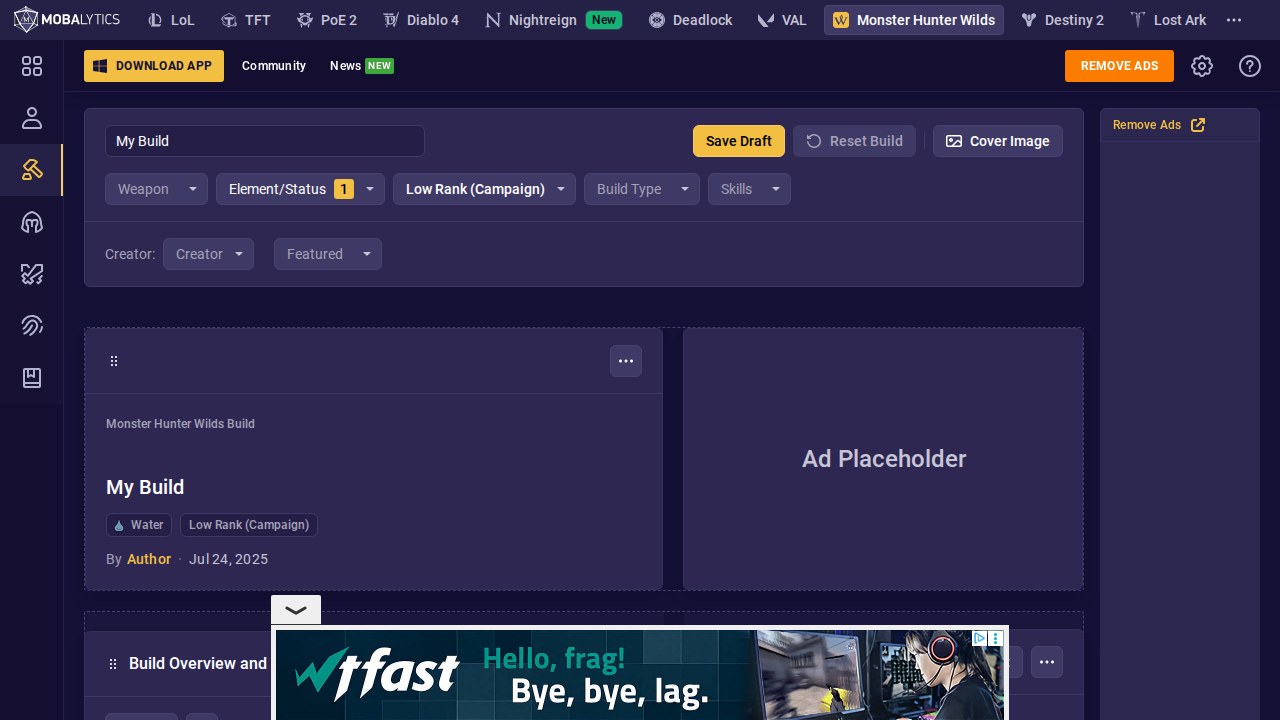 MOBALYTICS
LoL
TFT
PoE 2
Diablo 4
Nightreign New
Deadlock
VAL
Monster Hunter Wilds
Destiny 2
Lost Ark
DOWNLOAD APP
Community
News NEW
REMOVE ADS
My Build
Save Draft
Reset Build
Cover Image
Remove Ads
Weapon
Element/Status 1
Low Rank (Campaign)
Build Type
Skills
Creator:
Creator
Featured
Monster Hunter Wilds Build
My Build
Water
Low Rank (Campaign)
By Author · Jul 24, 2025
Ad Placeholder
Build Overview and
wtfast
Hello, frag!
Bye, bye, lag.